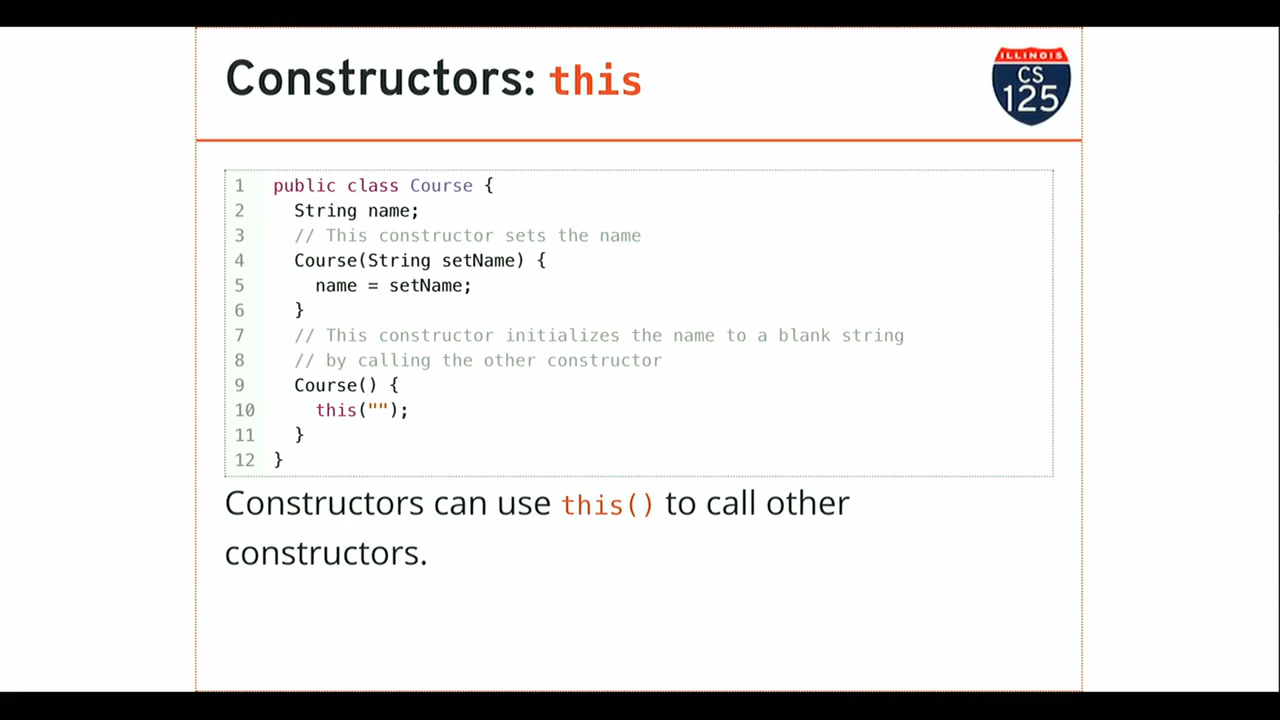 Constructors: this
ILLINOIS
CS
125
1 public class Course {
2   String name;
3   // This constructor sets the name
4   Course(String setName) {
5     name = setName;
6   }
7   // This constructor initializes the name to a blank string
8   // by calling the other constructor
9   Course() {
10     this("");
11   }
12 }
Constructors can use this() to call other
constructors.